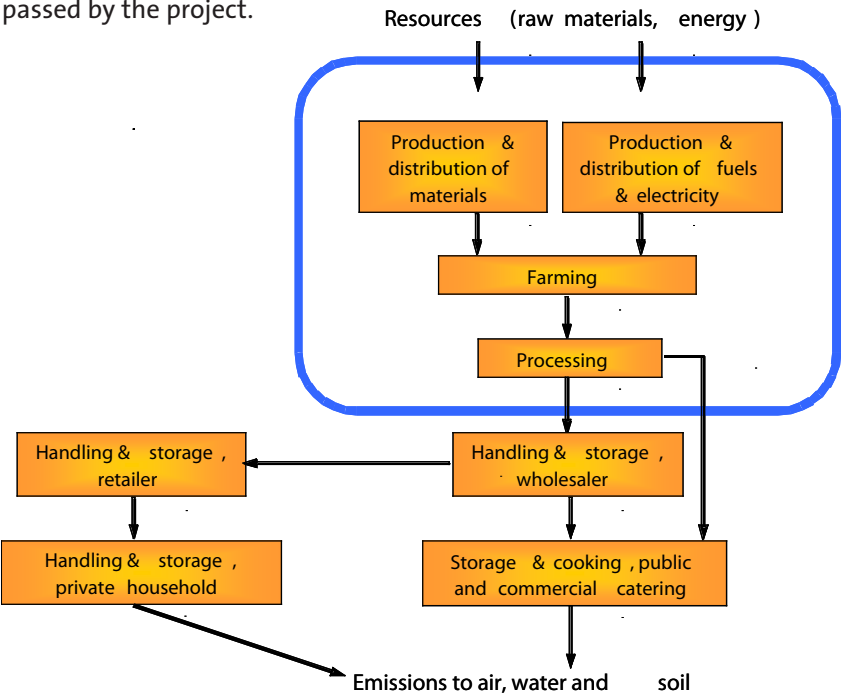 passed by the project.
Resources (raw materials, energy )
Production &
distribution of
materials
Production &
distribution of fuels
& electricity
Farming
Processing
Handling & storage ,
retailer
Handling & storage ,
wholesaler
Handling & storage ,
private household
Storage & cooking , public
and commercial catering
Emissions to air, water and soil